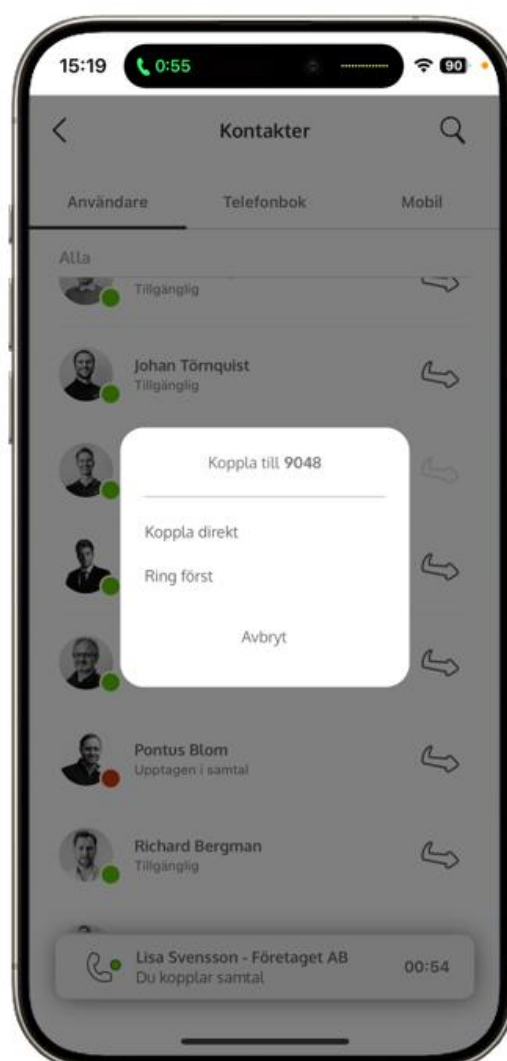 15:19
0:55
90
Kontakter
Användare
Telefonbok
Mobil
Alla
Tillgänglig
Johan Törnquist
Tillgänglig
Koppla till 9048
Koppla direkt
Ring först
Avbryt
Pontus Blom
Upptagen i samtal
Richard Bergman
Tillgänglig
Lisa Svensson - Företaget AB
00:54
Du kopplar samtal